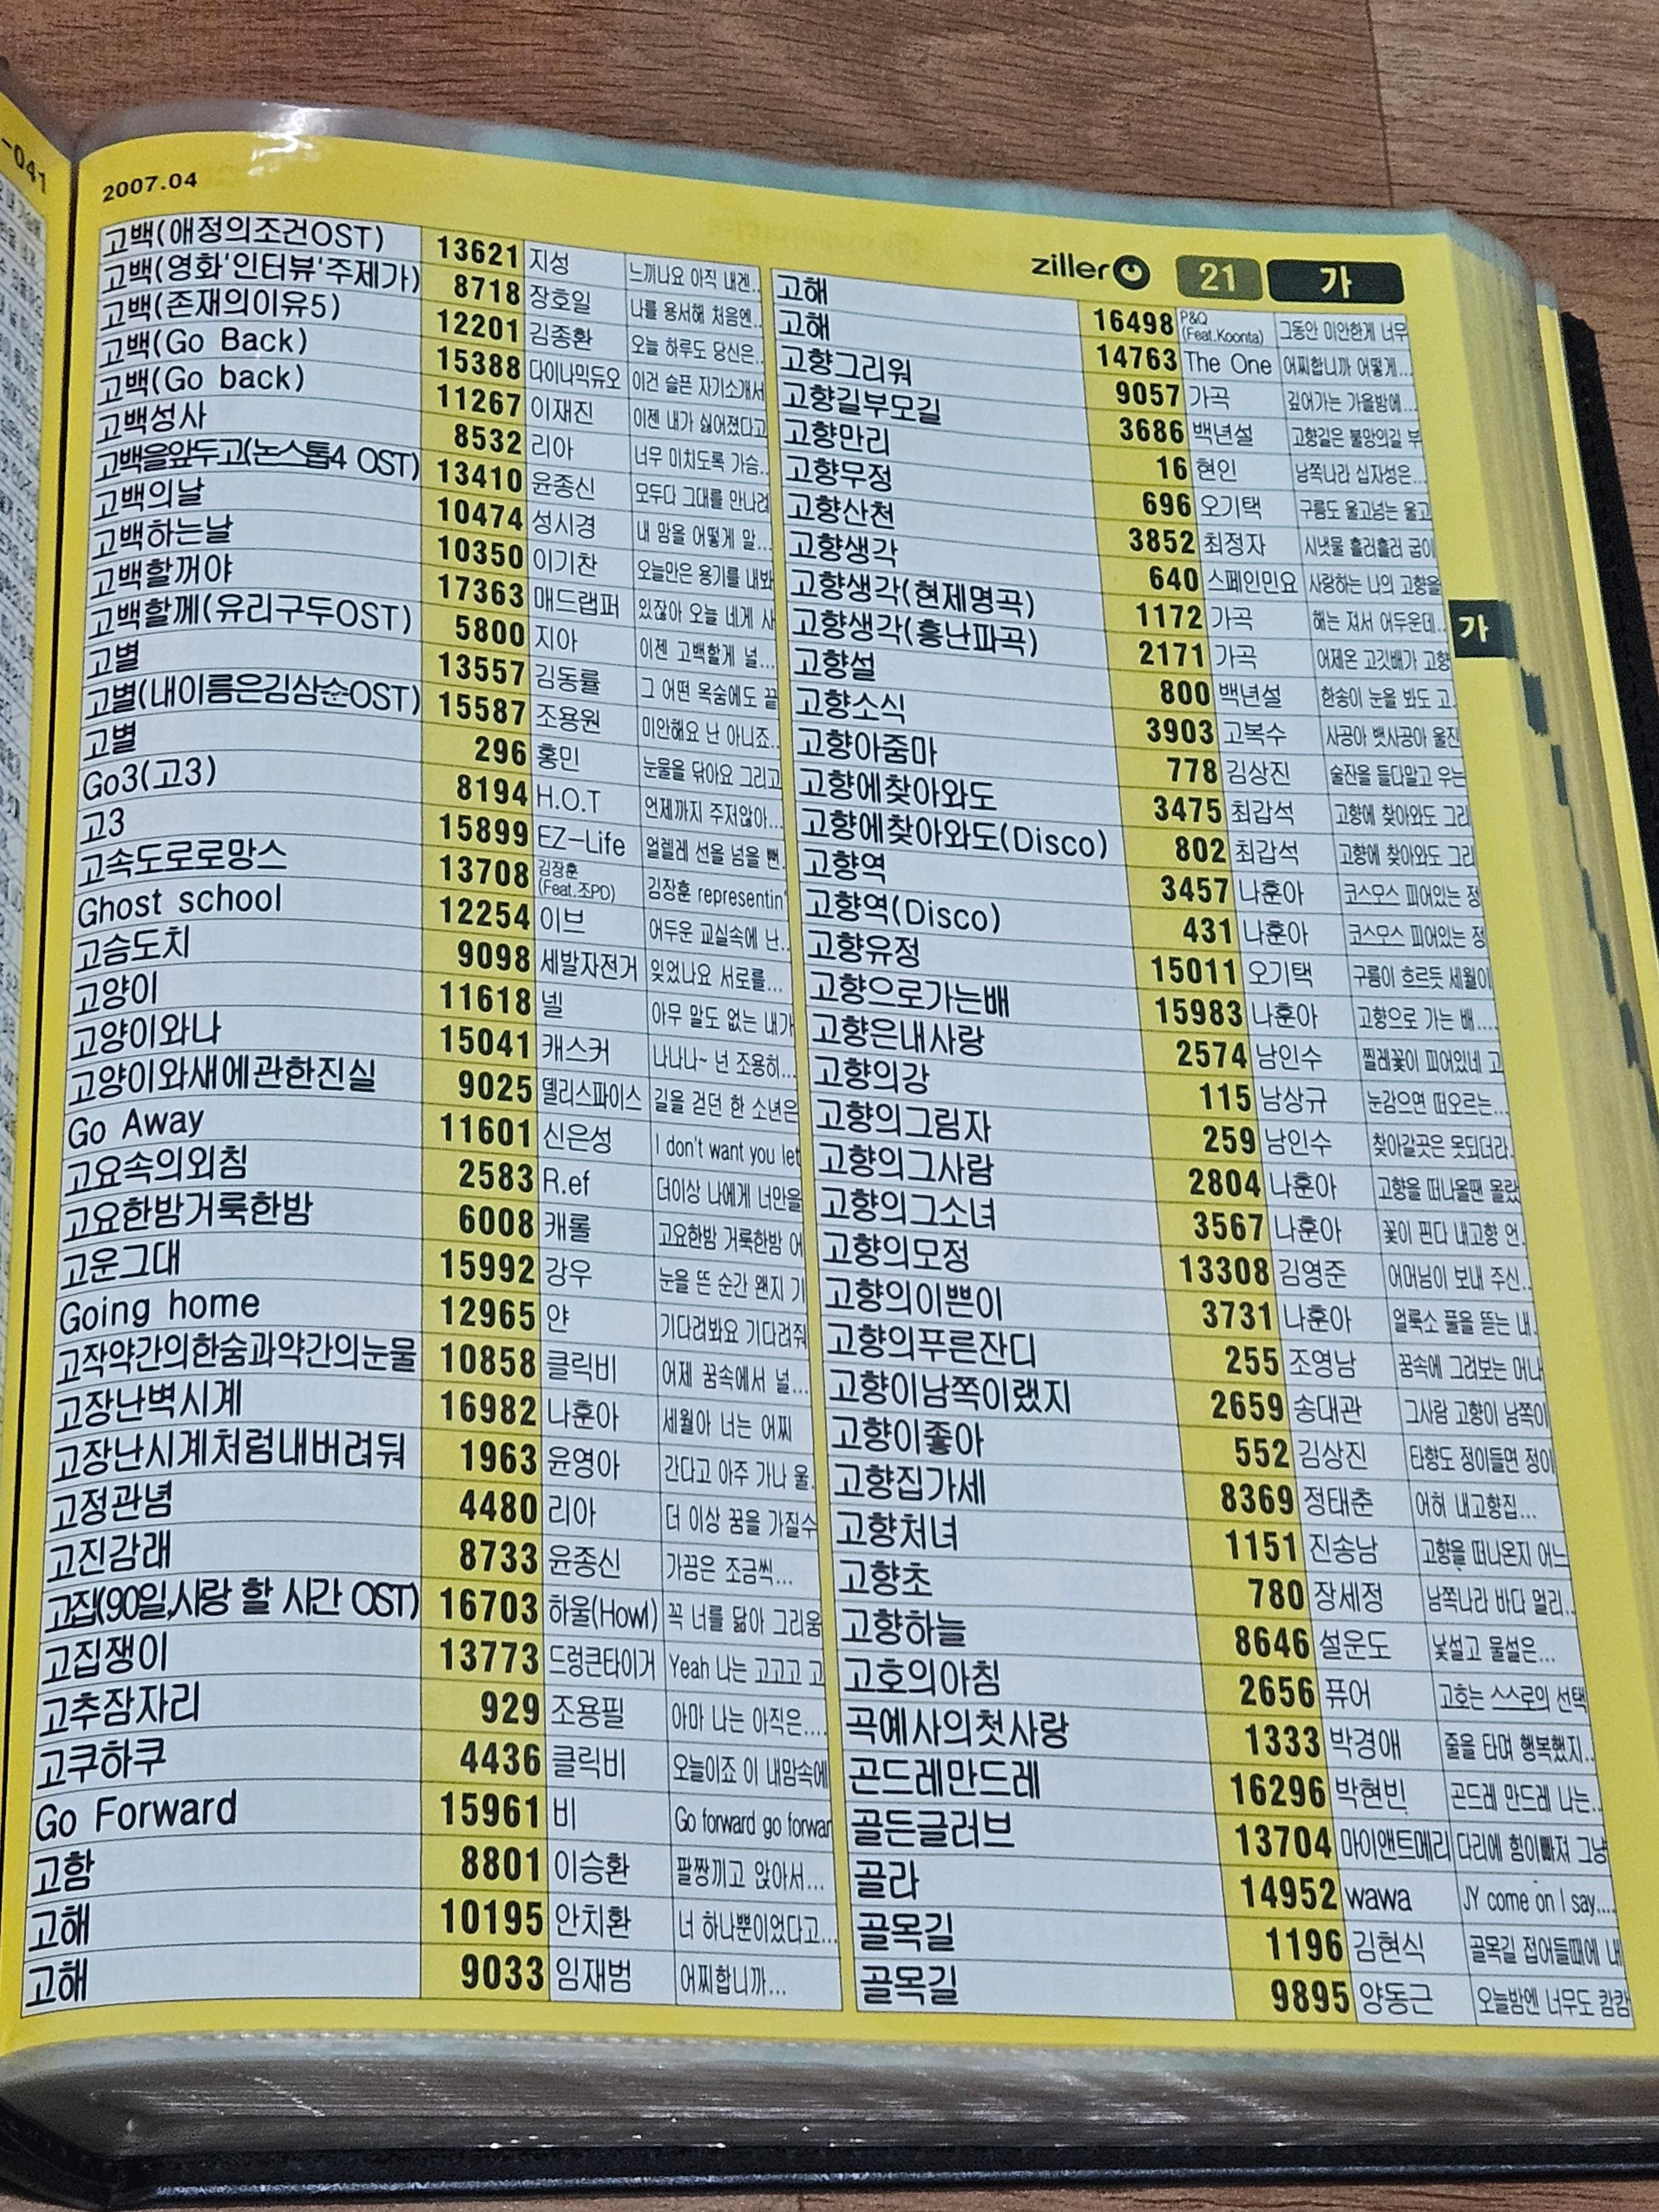 -041
2007.04
ziller 21 가
고백(애정의조건OST) 13621 지성 느끼나요 아직 내겐..
고백(영화'인터뷰'주제가) 8718 장호일 나를 용서해 처음엔..
고백(존재의이유5) 12201 김종환 오늘 하루도 당신은..
고백(Go Back) 15388 다이나믹듀오 이건 슬픈 자기소개서
고백(Go back) 11267 이재진 이젠 내가 싫어졌다고
고백성사 8532 리아 너무 미치도록 가슴..
고백을앞두고(논스톱4 OST) 13410 윤종신 모두다 그대를 만나려
고백의날 10474 성시경 내 맘을 어떻게 말...
고백하는날 10350 이기찬 오늘만은 용기를 내봐
고백할꺼야 17363 매드랩퍼 있잖아 오늘 네게 사
고백할께(유리구두OST) 5800 지아 이젠 고백할게 널...
고별 13557 김동률 그 어떤 목숨에도 끝
고별(내이름은김삼순OST) 15587 조용원 미안해요 난 아니죠..
고별 296 홍민 눈물을 닦아요 그리고
Go3(고3) 8194 H.O.T 언제까지 주저앉아...
고3 15899 EZ-Life 얼렐레 선을 넘을 뻔.
고속도로로망스 13708 김장훈(Feat.조PD) 김장훈 representin'
Ghost school 12254 이브 어두운 교실속에 난..
고슴도치 9098 세발자전거 잊었나요 서로를...
고양이 11618 넬 아무 말도 없는 내가
고양이와나 15041 캐스커 나나나~ 넌 조용히...
고양이와새에관한진실 9025 델리스파이스 길을 걷던 한 소년은
Go Away 11601 신은성 I don't want you let
고요속의외침 2583 R.ef 더이상 나에게 너만을
고요한밤거룩한밤 6008 캐롤 고요한밤 거룩한밤 어
고운그대 15992 강우 눈을 뜬 순간 왠지 기
Going home 12965 얀 기다려봐요 기다려줘
고작약간의한숨과약간의눈물 10858 클릭비 어제 꿈속에서 널...
고장난벽시계 16982 나훈아 세월아 너는 어찌
고장난시계처럼내버려둬 1963 윤영아 간다고 아주 가나 울.
고정관념 4480 리아 더 이상 꿈을 가질수
고진감래 8733 윤종신 가끔은 조금씩...
고집(90일,사랑 할 시간 OST) 16703 하울(Howl) 꼭 너를 닮아 그리움
고집쟁이 13773 드렁큰타이거 Yeah 나는 고고고 고
고추잠자리 929 조용필 아마 나는 아직은....
고쿠하쿠 4436 클릭비 오늘이죠 이 내맘속에
Go Forward 15961 비 Go forward go forwar
고함 8801 이승환 팔짱끼고 앉아서...
고해 10195 안치환 너 하나뿐이었다고...
고해 9033 임재범 어찌합니까...
고해 16498 P&Q(Feat.Koonta) 그동안 미안한게 너무
고해 14763 The One 어찌합니까 어떻게...
고향그리워 9057 가곡 깊어가는 가을밤에...
고향길부모길 3686 백년설 고향길은 불망의길 부
고향만리 16 현인 남쪽나라 십자성은...
고향무정 696 오기택 구름도 울고넘는 울고
고향산천 3852 최정자 시냇물 흘러흘러 굽이
고향생각 640 스페인민요 사랑하는 나의 고향을
고향생각(현제명곡) 1172 가곡 해는 져서 어두운데..
고향생각(홍난파곡) 2171 가곡 어제온 고깃배가 고향
고향설 800 백년설 한송이 눈을 봐도 고.
고향소식 3903 고복수 사공아 뱃사공아 울진
고향아줌마 778 김상진 술잔을 들다말고 우는
고향에찾아와도 3475 최갑석 고향에 찾아와도 그리
고향에찾아와도(Disco) 802 최갑석 고향에 찾아와도 그리
고향역 3457 나훈아 코스모스 피어있는 정
고향역(Disco) 431 나훈아 코스모스 피어있는 정
고향유정 15011 오기택 구름이 흐르듯 세월이
고향으로가는배 15983 나훈아 고향으로 가는 배....
고향은내사랑 2574 남인수 찔레꽃이 피어있네 고
고향의강 115 남상규 눈감으면 떠오르는...
고향의그림자 259 남인수 찾아갈곳은 못되더라.
고향의그사람 2804 나훈아 고향을 떠나올땐 몰랐
고향의그소녀 3567 나훈아 꽃이 핀다 내고향 언.
고향의모정 13308 김영준 어머님이 보내 주신..
고향의이쁜이 3731 나훈아 얼룩소 풀을 뜯는 내.
고향의푸른잔디 255 조영남 꿈속에 그려보는 머나
고향이남쪽이랬지 2659 송대관 그사람 고향이 남쪽이
고향이좋아 552 김상진 타향도 정이들면 정이
고향집가세 8369 정태춘 어허 내고향집...
고향처녀 1151 진송남 고향을 떠나온지 어느
고향초 780 장세정 남쪽나라 바다 멀리..
고향하늘 8646 설운도 낯설고 물설은...
고호의아침 2656 퓨어 고호는 스스로의 선택
곡예사의첫사랑 1333 박경애 줄을 타며 행복했지..
곤드레만드레 16296 박현빈 곤드레 만드레 나는..
골든글러브 13704 마이앤트메리 다리에 힘이빠져 그냥
골라 14952 wawa JY come on I say....
골목길 1196 김현식 골목길 접어들때에 내
골목길 9895 양동근 오늘밤엔 너무도 캄캄
가